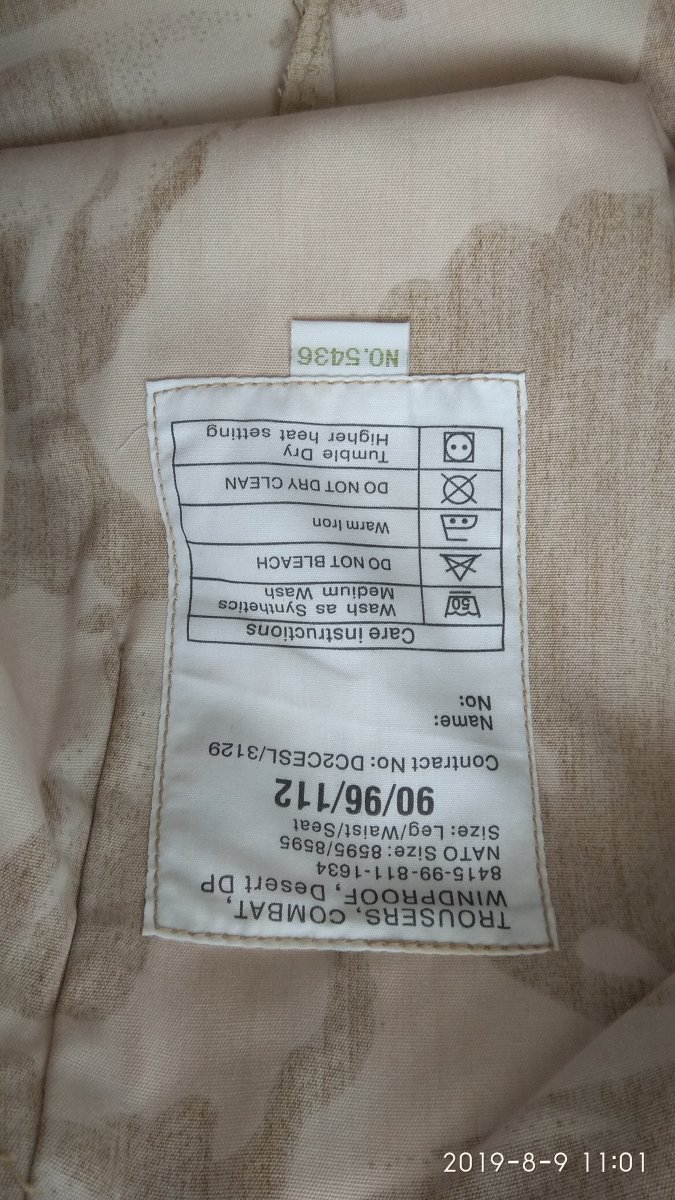 TROUSERS, COMBAT,
WINDPROOF, Desert DP
8415-99-811-1634
NATO Size: 8595/8595
Size: Leg/Waist/Seat
90/96/112
Contract No: DC2CESL/3129
Name:
No:
Care instructions
50 Wash as Synthetics
Medium Wash
DO NOT BLEACH
Warm Iron
DO NOT DRY CLEAN
Tumble Dry
Higher heat setting
NO.5436
2019-8-9 11:01